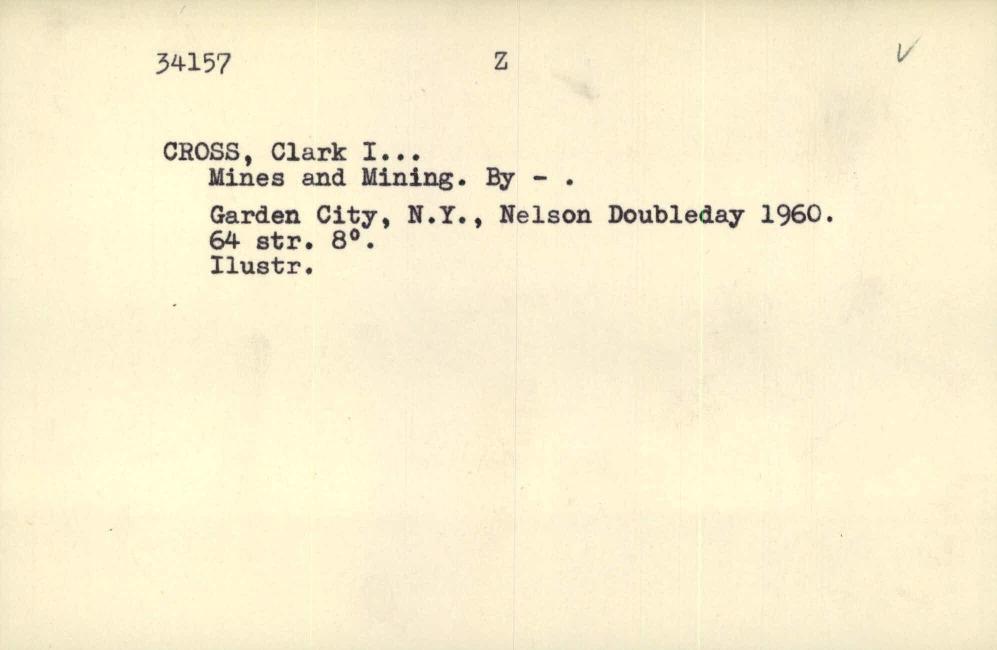 34157 Z √
CROSS, Clark I...
Mines and Mining. By - .
Garden City, N.Y., Nelson Doubleday 1960.
64 str. 8°.
Ilustr.